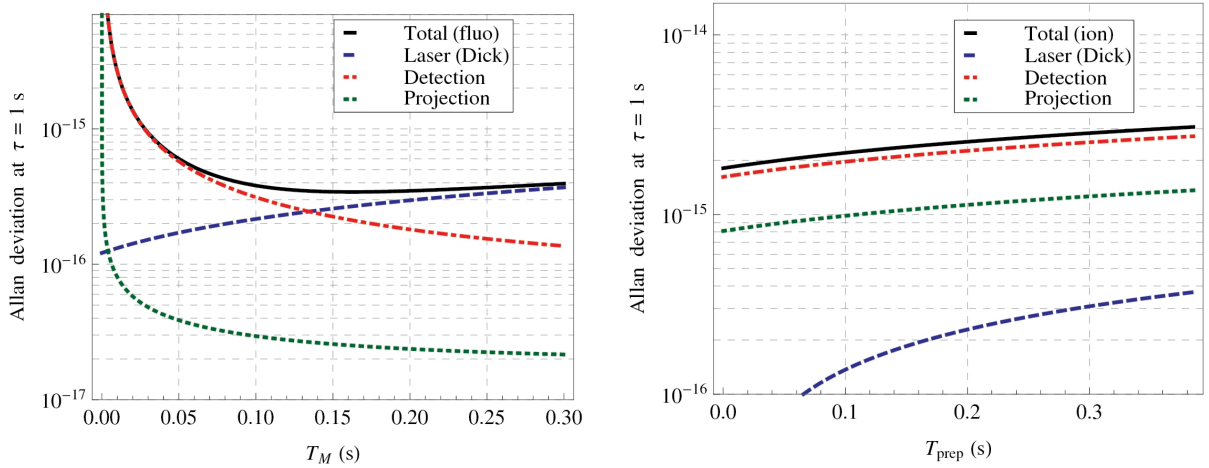 Allan deviation at τ = 1 s
10⁻¹⁵
10⁻¹⁶
10⁻¹⁷
Total (fluo)
Laser (Dick)
Detection
Projection
0.00 0.05 0.10 0.15 0.20 0.25 0.30
T_M (s)
Allan deviation at τ = 1 s
10⁻¹⁴
10⁻¹⁵
10⁻¹⁶
Total (ion)
Laser (Dick)
Detection
Projection
0.0 0.1 0.2 0.3
T_prep (s)